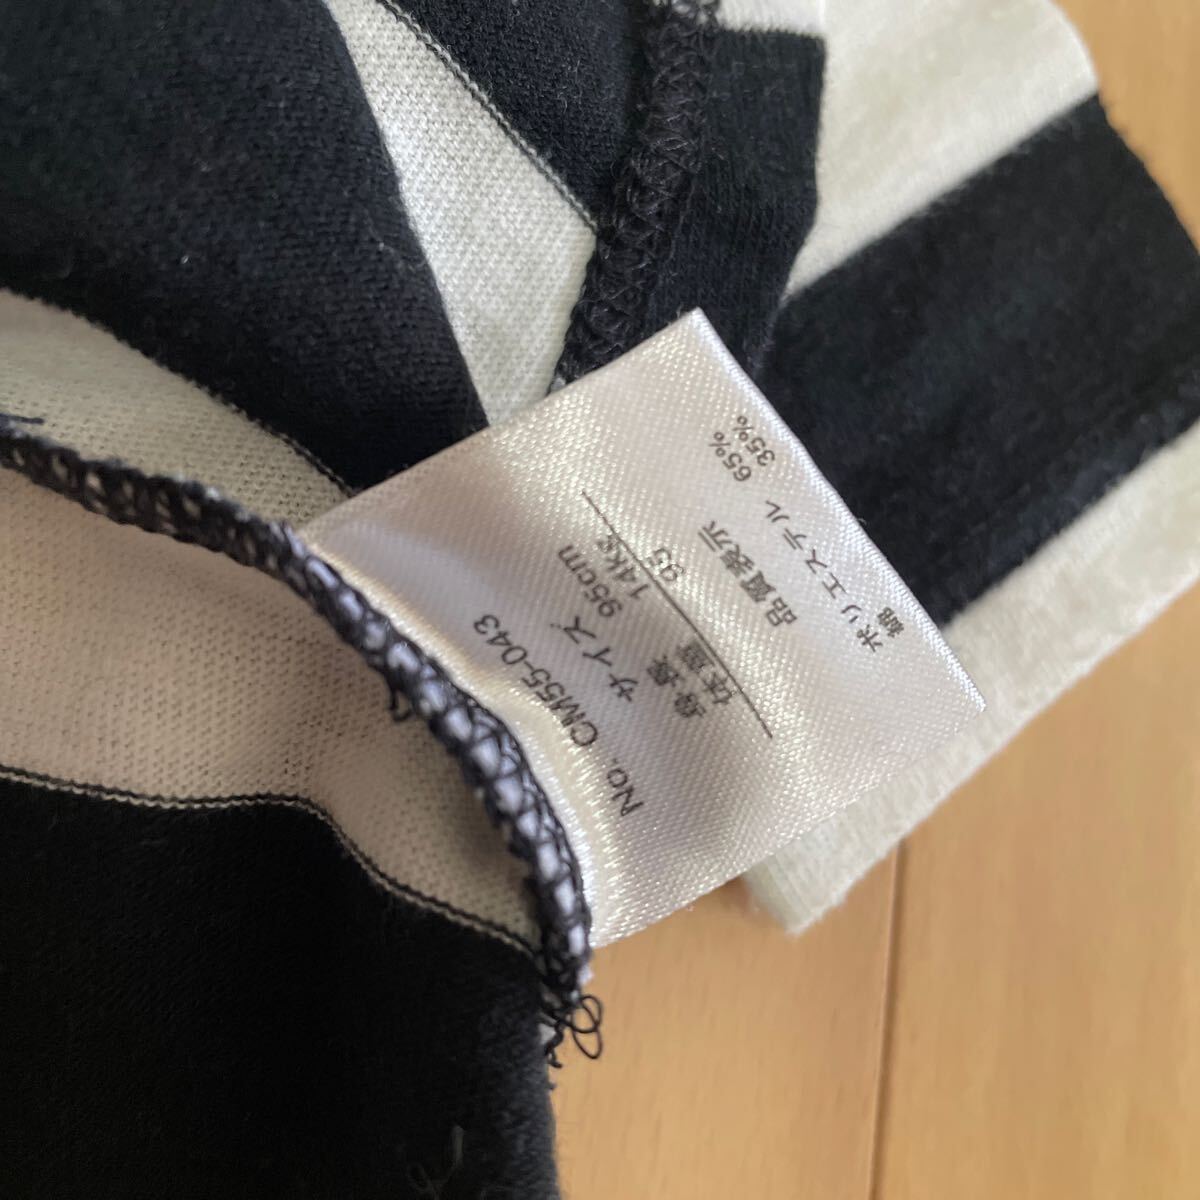 No. CM55-043
サイズ
身長 95cm
体重 14kg
95
品質表示
ポリエステル 65%
綿 35%